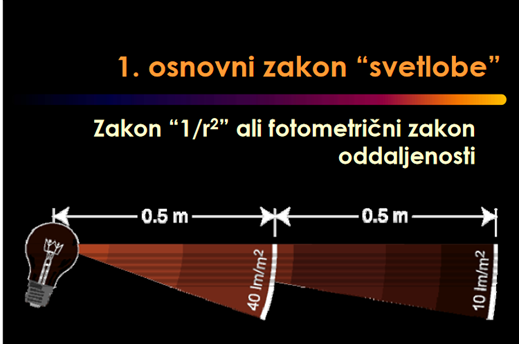 1. osnovni zakon “svetlobe”
Zakon “1/r²” ali fotometrični zakon
oddaljenosti
0.5 m 0.5 m
40 lm/m²
10 lm/m²